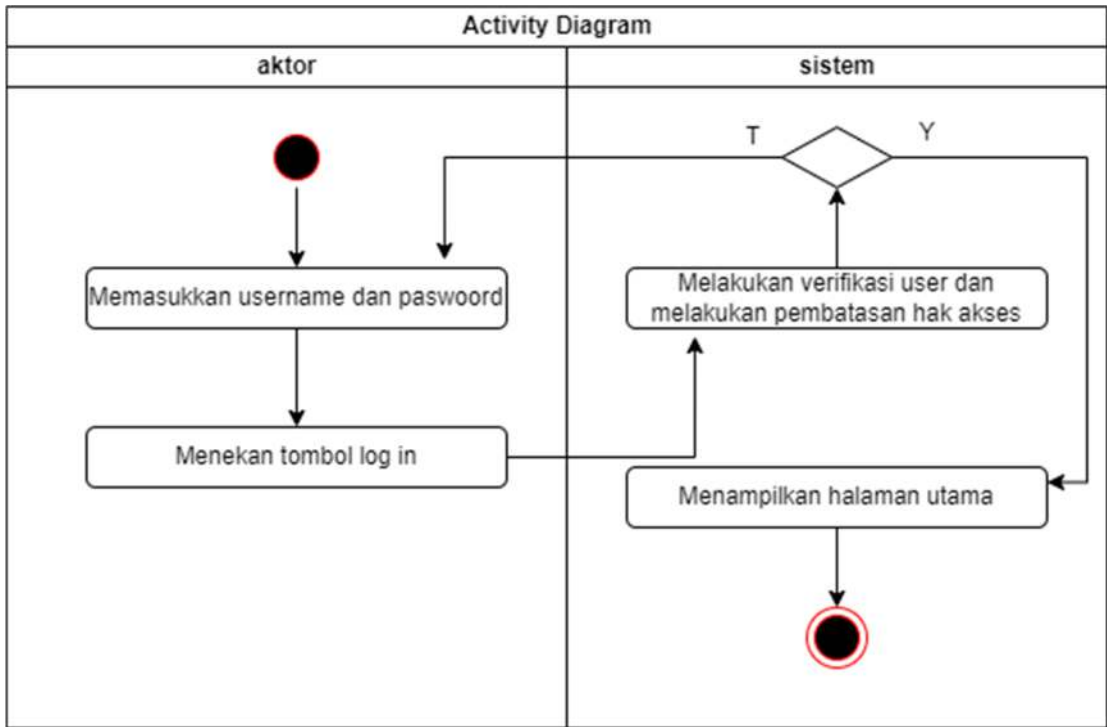 Activity Diagram
aktor
sistem
T
Y
Memasukkan username dan paswoord
Melakukan verifikasi user dan
melakukan pembatasan hak akses
Menekan tombol log in
Menampilkan halaman utama